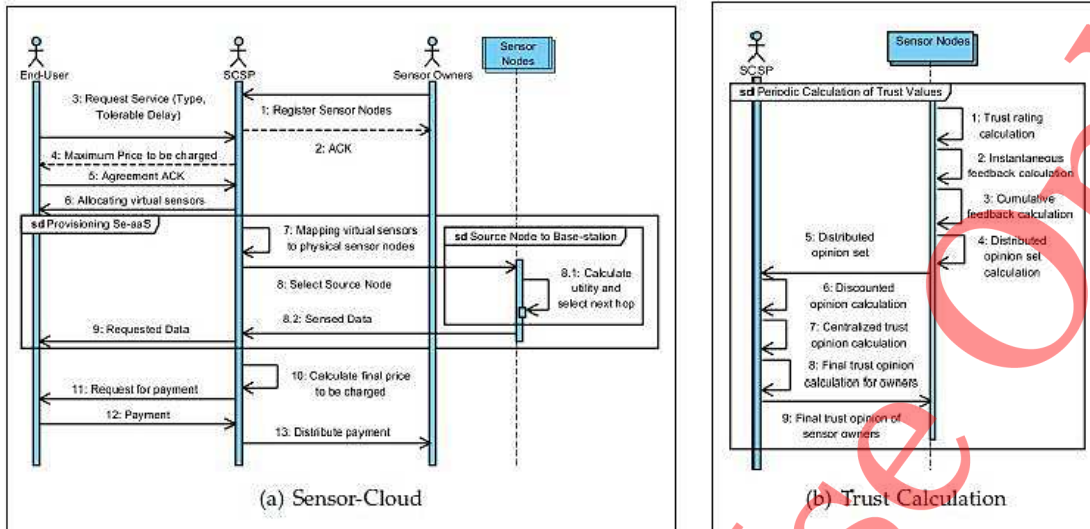 End-User
SCSP
Sensor Owners
Sensor
Nodes
3: Request Service (Type,
Tolerable Delay)
1: Register Sensor Nodes
2: ACK
4: Maximum Price to be charged
5: Agreement ACK
6: Allocating virtual sensors
sd Provisioning Se-aaS
7: Mapping virtual sensors
to physical sensor nodes
sd Source Node to Base-station
8: Select Source Node
8.1: Calculate
utility and
select next hop
8.2: Sensed Data
9: Requested Data
10: Calculate final price
to be charged
11: Request for payment
12: Payment
13: Distribute payment
(a) Sensor-Cloud
SCSP
Sensor Nodes
sd Periodic Calculation of Trust Values
1: Trust rating
calculation
2: Instantaneous
feedback calculation
3: Cumulative
feedback calculation
4: Distributed
opinion set
calculation
5: Distributed
opinion set
6: Discounted
opinion calculation
7: Centralized trust
opinion calculation
8: Final trust opinion
calculation for owners
9: Final trust opinion of
sensor owners
(b) Trust Calculation